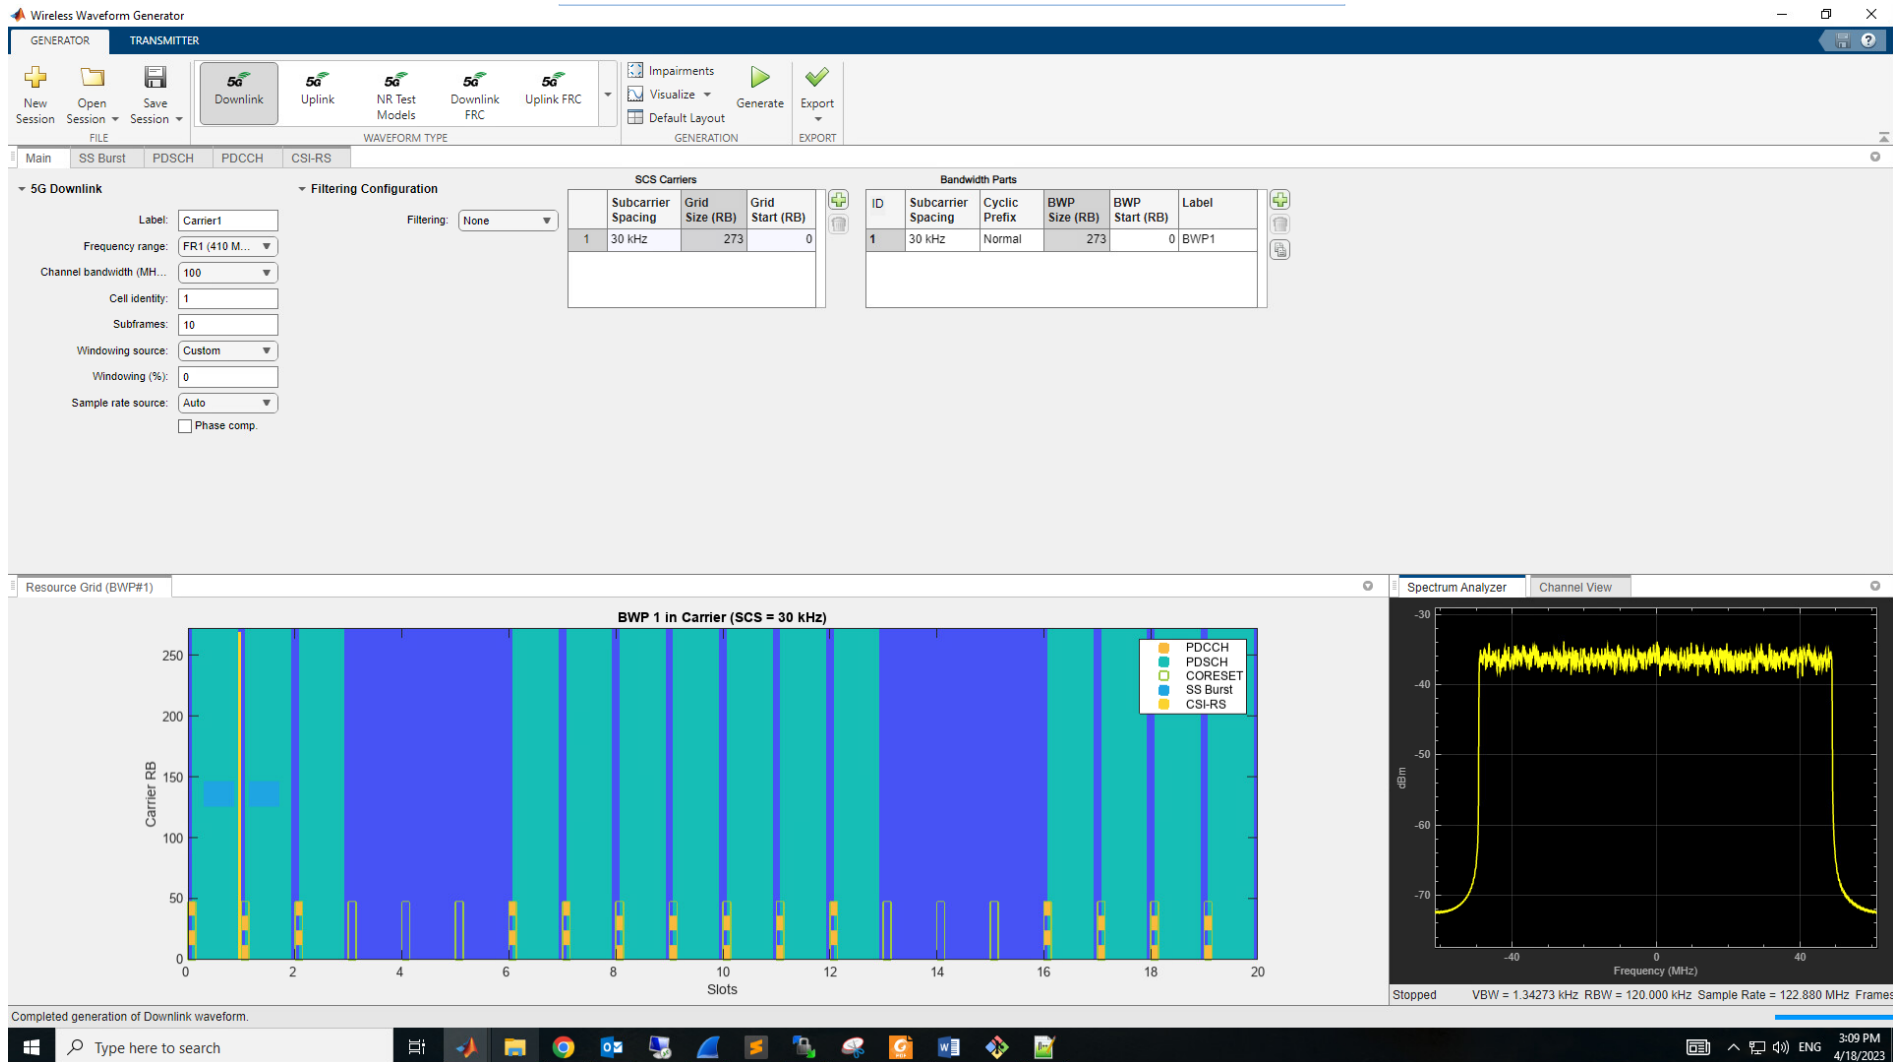 Wireless Waveform Generator
GENERATOR TRANSMITTER
New Session
Open Session
Save Session
FILE
5G Downlink
5G Uplink
5G NR Test Models
5G Downlink FRC
5G Uplink FRC
WAVEFORM TYPE
Impairments
Visualize
Default Layout
Generate
GENERATION
Export
EXPORT
Main SS Burst PDSCH PDCCH CSI-RS
5G Downlink
Label: Carrier1
Frequency range: FR1 (410 M...
Channel bandwidth (MH... 100
Cell identity: 1
Subframes: 10
Windowing source: Custom
Windowing (%): 0
Sample rate source: Auto
Phase comp.
Filtering Configuration
Filtering: None
SCS Carriers
Subcarrier Spacing Grid Size (RB) Grid Start (RB)
1 30 kHz 273 0
Bandwidth Parts
ID Subcarrier Spacing Cyclic Prefix BWP Size (RB) BWP Start (RB) Label
1 30 kHz Normal 273 0 BWP1
Resource Grid (BWP#1)
BWP 1 in Carrier (SCS = 30 kHz)
PDCCH
PDSCH
CORESET
SS Burst
CSI-RS
Carrier RB
250
200
150
100
50
0
0 2 4 6 8 10 12 14 16 18 20
Slots
Spectrum Analyzer Channel View
-30
-40
-50
-60
-70
dBm
-40 0 40
Frequency (MHz)
Stopped VBW = 1.34273 kHz RBW = 120.000 kHz Sample Rate = 122.880 MHz Frames
Completed generation of Downlink waveform.
Type here to search
ENG
3:09 PM
4/18/2023